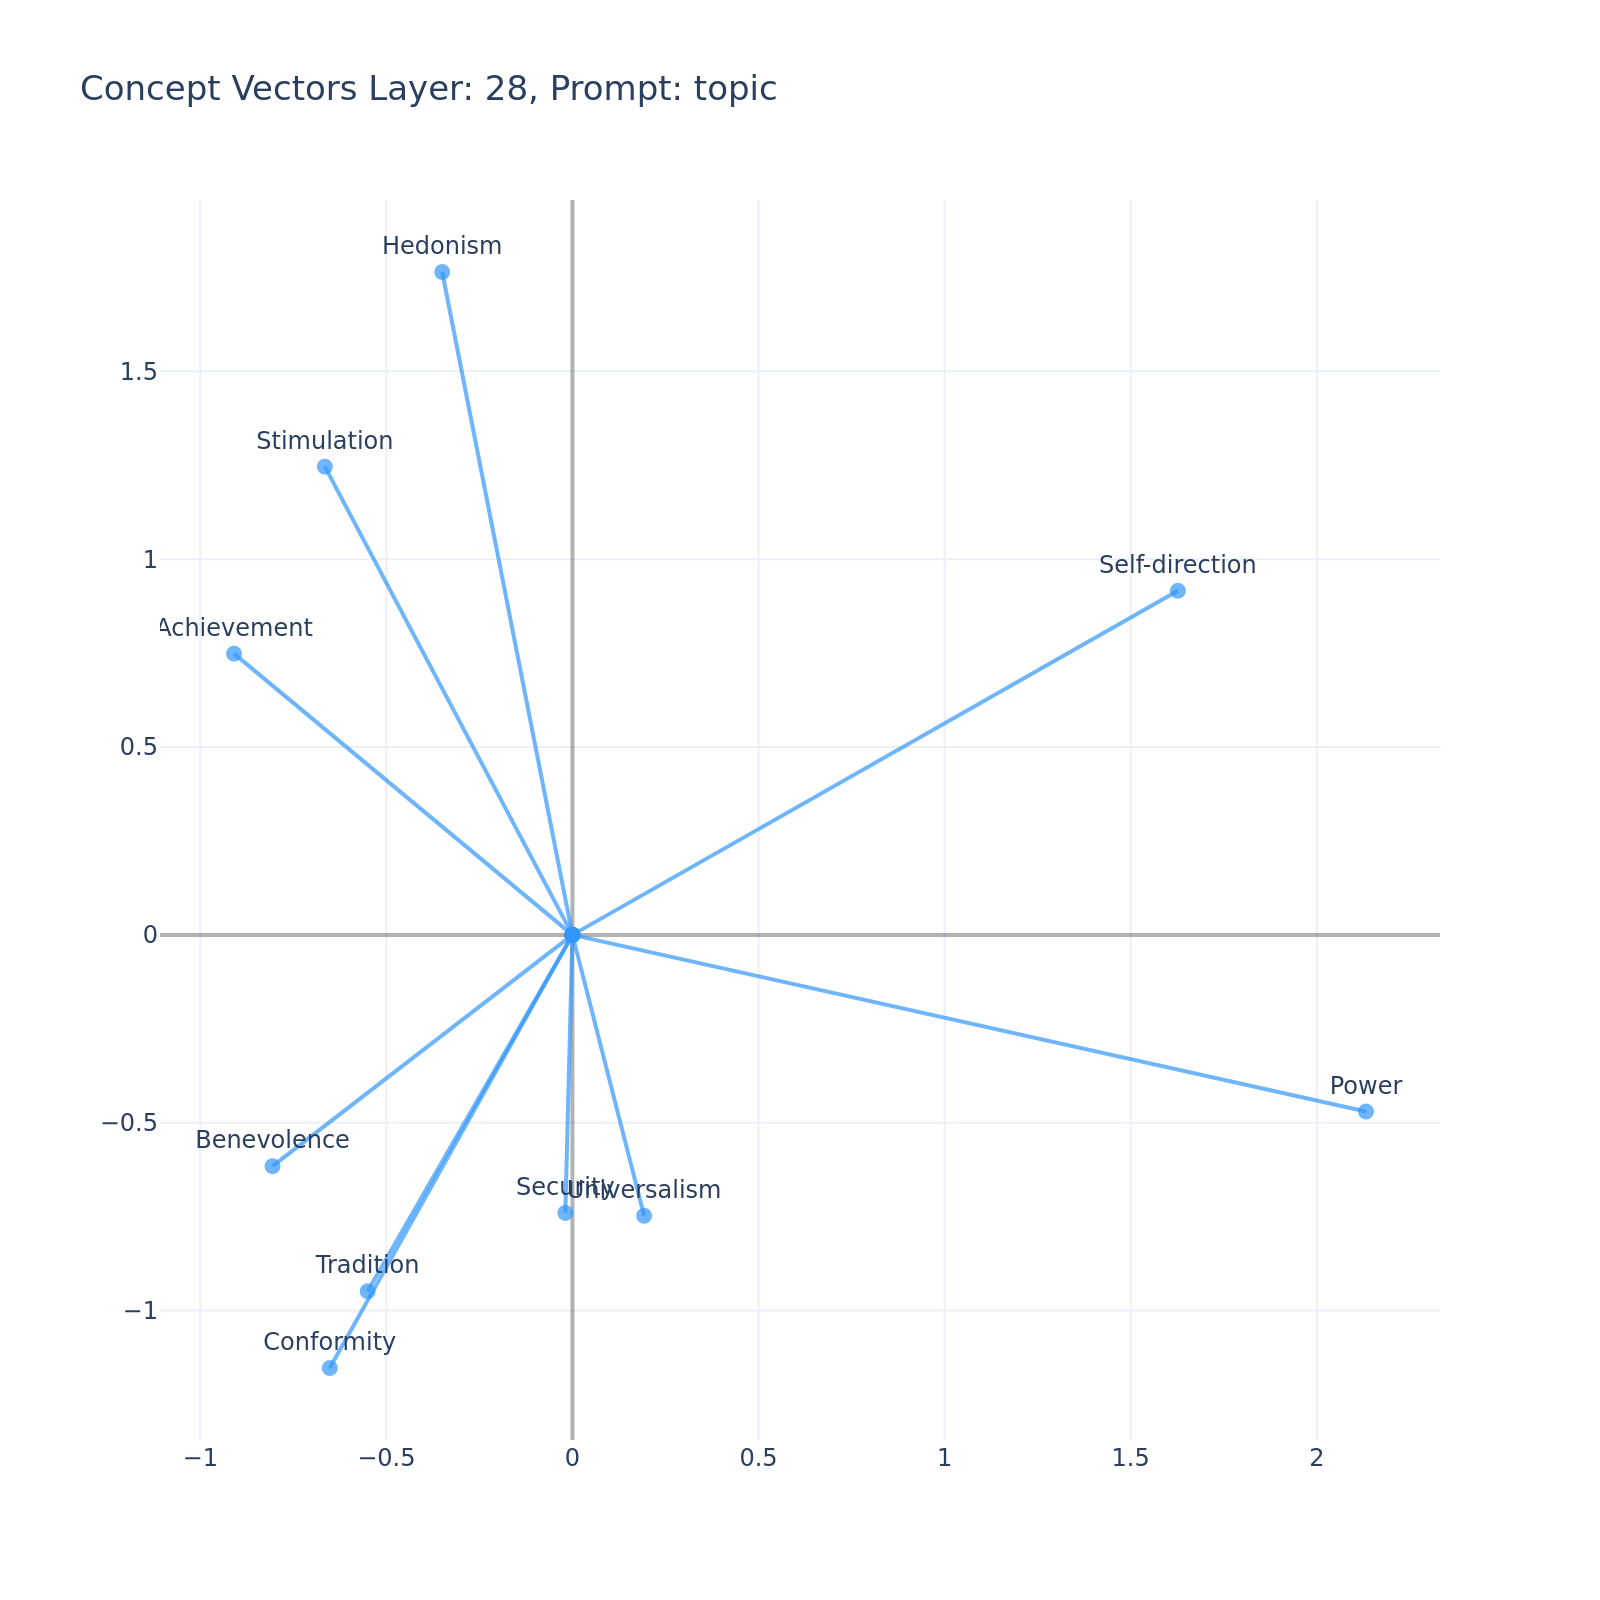 Concept Vectors Layer: 28, Prompt: topic
Hedonism
1.5
Stimulation
1
Self-direction
Achievement
0.5
0
Power
−0.5
Benevolence
Security
Universalism
Tradition
−1
Conformity
−1
−0.5
0
0.5
1
1.5
2